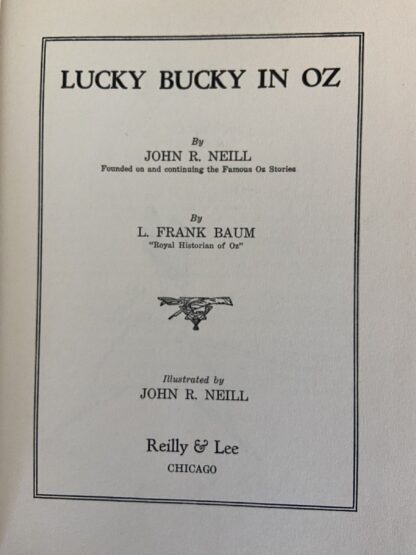 LUCKY BUCKY IN OZ
By
JOHN R. NEILL
Founded on and continuing the Famous Oz Stories
By
L. FRANK BAUM
"Royal Historian of Oz"
Illustrated by
JOHN R. NEILL
Reilly & Lee
CHICAGO